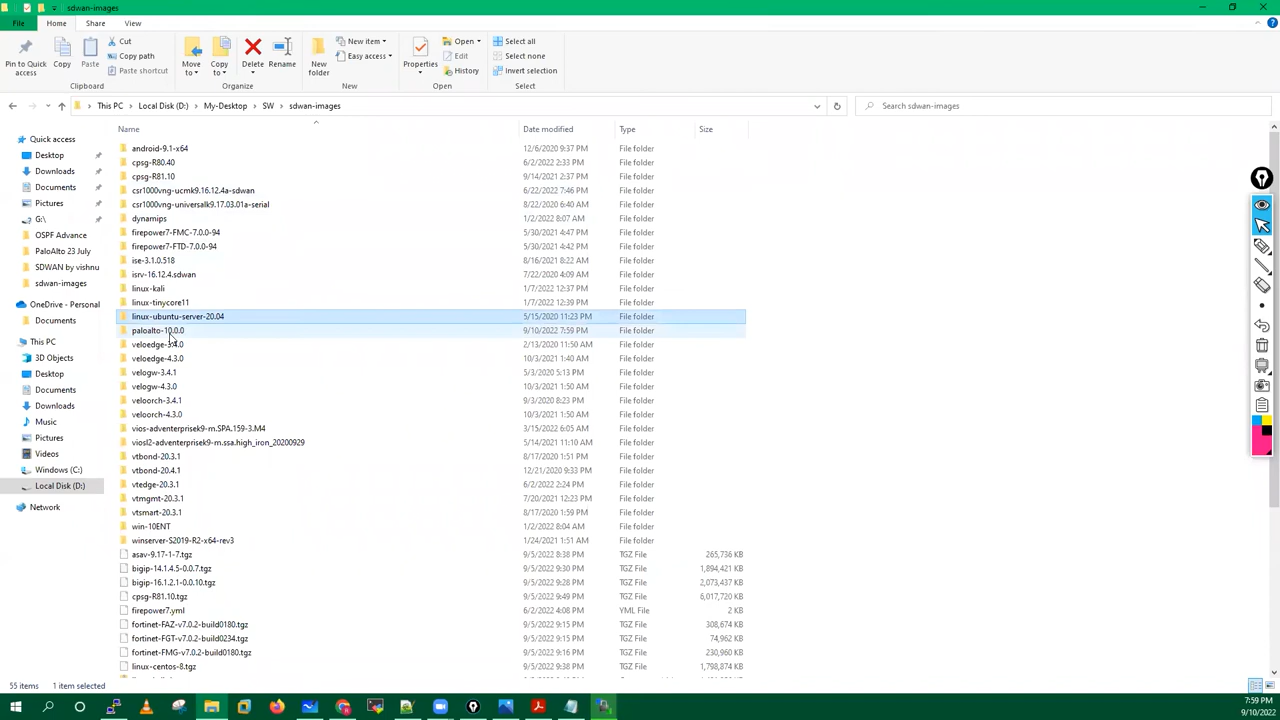 sdwan-images
File Home Share View
Pin to Quick access
Copy
Paste
Cut
Copy path
Paste shortcut
Clipboard
Move to
Copy to
Delete
Rename
Organize
New folder
New item
Easy access
New
Properties
Open
Edit
History
Open
Select all
Select none
Invert selection
Select
This PC Local Disk (D:) My-Desktop SW sdwan-images
Search sdwan-images
Quick access
Desktop
Downloads
Documents
Pictures
G:\
OSPF Advance
PaloAlto 23 July
SDWAN by vishnu
sdwan-images
OneDrive - Personal
Documents
This PC
3D Objects
Desktop
Documents
Downloads
Music
Pictures
Videos
Windows (C:)
Local Disk (D:)
Network
Name Date modified Type Size
android-9.1-x64 12/6/2020 9:37 PM File folder
cpsg-R80.40 6/2/2022 2:33 PM File folder
cpsg-R81.10 9/14/2021 2:37 PM File folder
csr1000vng-ucmk9.16.12.4a-sdwan 6/22/2022 7:46 PM File folder
csr1000vng-universalk9.17.03.01a-serial 8/22/2020 6:40 AM File folder
dynamips 1/2/2022 8:07 AM File folder
firepower7-FMC-7.0.0-94 5/30/2021 4:47 PM File folder
firepower7-FTD-7.0.0-94 5/30/2021 4:42 PM File folder
ise-3.1.0.518 8/16/2021 8:22 AM File folder
isrv-16.12.4.sdwan 7/22/2020 4:09 AM File folder
linux-kali 1/7/2022 12:37 PM File folder
linux-tinycore11 1/7/2022 12:39 PM File folder
linux-ubuntu-server-20.04 5/15/2020 11:23 PM File folder
paloalto-10.0.0 9/10/2022 7:59 PM File folder
veloedge-3.4.0 2/13/2020 11:50 AM File folder
veloedge-4.3.0 10/3/2021 1:40 AM File folder
velogw-3.4.1 5/3/2020 5:13 PM File folder
velogw-4.3.0 10/3/2021 1:50 AM File folder
veloorch-3.4.1 9/3/2020 8:23 PM File folder
veloorch-4.3.0 10/3/2021 1:50 AM File folder
vios-adventerprisek9-m.SPA.159-3.M4 3/15/2022 6:05 AM File folder
viosl2-adventerprisek9-m.ssa.high_iron_20200929 5/14/2021 11:10 AM File folder
vtbond-20.3.1 8/17/2020 1:51 PM File folder
vtbond-20.4.1 12/21/2020 9:33 PM File folder
vtedge-20.3.1 6/2/2022 2:24 PM File folder
vtmgmt-20.3.1 7/20/2021 12:23 PM File folder
vtsmart-20.3.1 8/17/2020 1:59 PM File folder
win-10ENT 1/2/2022 8:04 AM File folder
winserver-S2019-R2-x64-rev3 1/24/2021 1:51 AM File folder
asav-9.17-1-7.tgz 9/5/2022 8:38 PM TGZ File 265,736 KB
bigip-14.1.4.5-0.0.7.tgz 9/5/2022 9:30 PM TGZ File 1,894,421 KB
bigip-16.1.2.1-0.0.10.tgz 9/5/2022 9:28 PM TGZ File 2,073,437 KB
cpsg-R81.10.tgz 9/5/2022 9:49 PM TGZ File 6,017,720 KB
firepower7.yml 6/2/2022 4:08 PM YML File 2 KB
fortinet-FAZ-v7.0.2-build0180.tgz 9/5/2022 9:15 PM TGZ File 308,674 KB
fortinet-FGT-v7.0.2-build0234.tgz 9/5/2022 9:15 PM TGZ File 74,962 KB
fortinet-FMG-v7.0.2-build0180.tgz 9/5/2022 9:16 PM TGZ File 230,960 KB
linux-centos-8.tgz 9/5/2022 9:38 PM TGZ File 1,798,874 KB
55 items 1 item selected
7:59 PM
9/10/2022